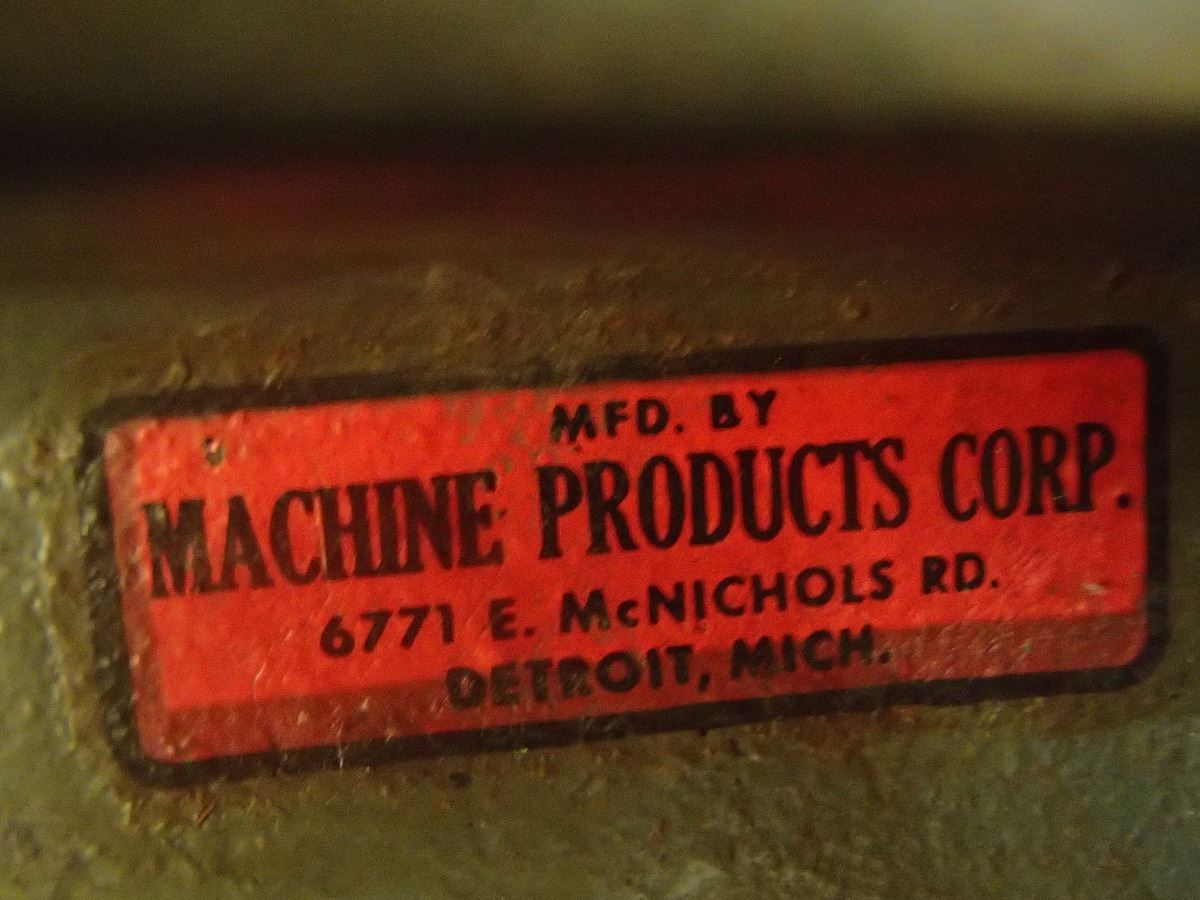 MFD. BY
MACHINE PRODUCTS CORP.
6771 E. McNICHOLS RD.
DETROIT, MICH.